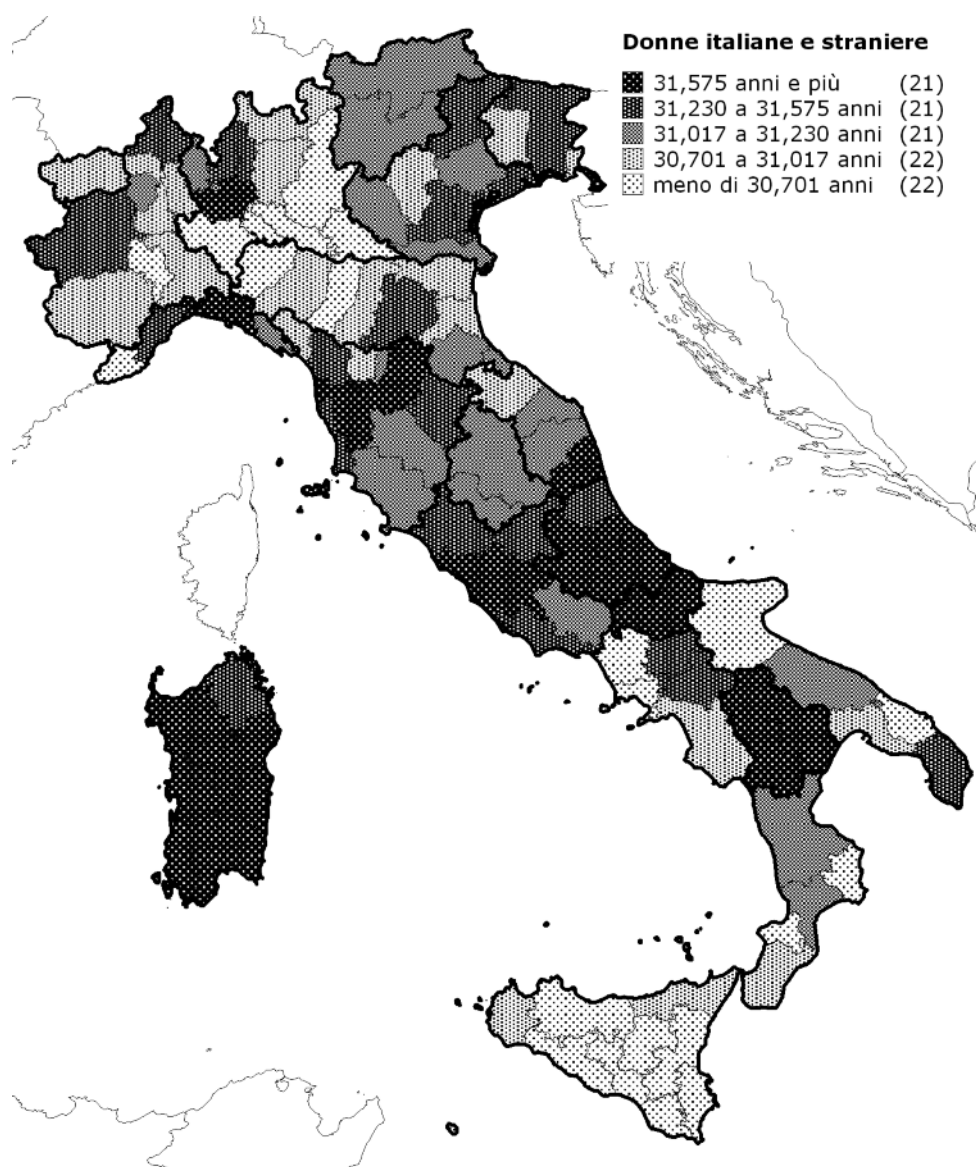 Donne italiane e straniere
31,575 anni e più (21)
31,230 a 31,575 anni (21)
31,017 a 31,230 anni (21)
30,701 a 31,017 anni (22)
meno di 30,701 anni (22)